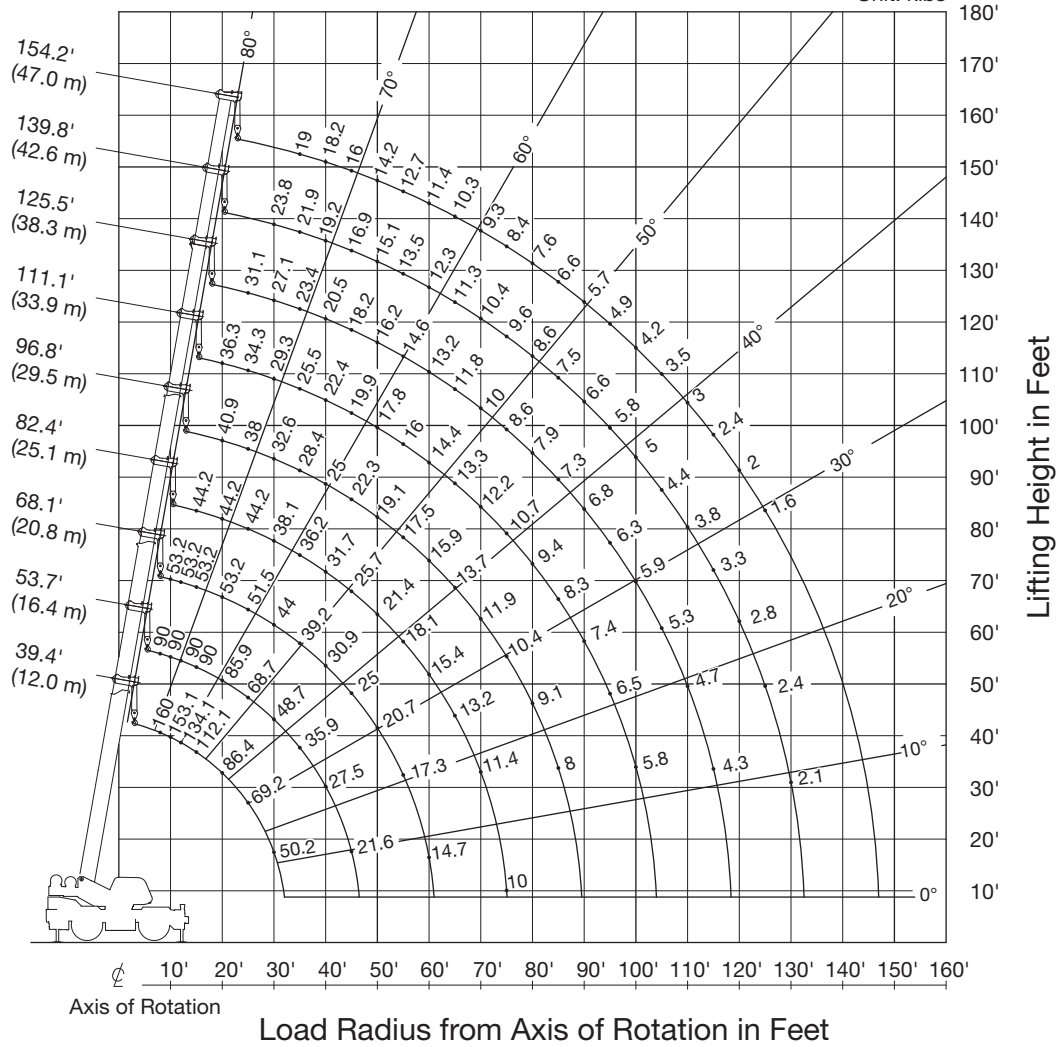 180'
170'
160'
150'
140'
130'
120'
110'
100'
90'
80'
70'
60'
50'
40'
30'
20'
10'
Lifting Height in Feet
154.2'
(47.0 m)
139.8'
(42.6 m)
125.5'
(38.3 m)
111.1'
(33.9 m)
96.8'
(29.5 m)
82.4'
(25.1 m)
68.1'
(20.8 m)
53.7'
(16.4 m)
39.4'
(12.0 m)
80°
70°
60°
50°
40°
30°
20°
10°
0°
19 18.2 16 14.2 12.7 11.4 10.3 9.3 8.4 7.6 6.6 5.7 4.9 4.2 3.5 3 2.4 2 1.6
23.8 21.9 19.2 16.9 15.1 13.5 12.3 11.3 10.4 9.6 8.6 7.5 6.6 5.8 5 4.4 3.8 3.3 2.8 2.4 2.1
31.1 27.1 23.4 20.5 18.2 16.2 14.6 13.2 11.8 10 8.6 7.9 7.3 6.8 6.3 5.9 5.3 4.7 4.3
36.3 34.3 29.3 25.5 22.4 19.9 17.8 16 14.4 13.3 12.2 10.7 9.4 8.3 7.4 6.5 5.8
40.9 38 32.6 28.4 25 22.3 19.1 17.5 15.9 13.7 11.9 10.4 9.1 8
44.2 44.2 44.2 38.1 36.2 31.7 25.7 21.4 18.1 15.4 13.2 11.4 10
53.2 53.2 53.2 53.2 51.5 44 39.2 30.9 25 20.7 17.3 14.7
90 90 90 90 85.9 68.7 48.7 35.9 27.5 21.6
160 153.1 134.1 112.1 86.4 69.2 50.2
10' 20' 30' 40' 50' 60' 70' 80' 90' 100' 110' 120' 130' 140' 150' 160'
Axis of Rotation
Load Radius from Axis of Rotation in Feet